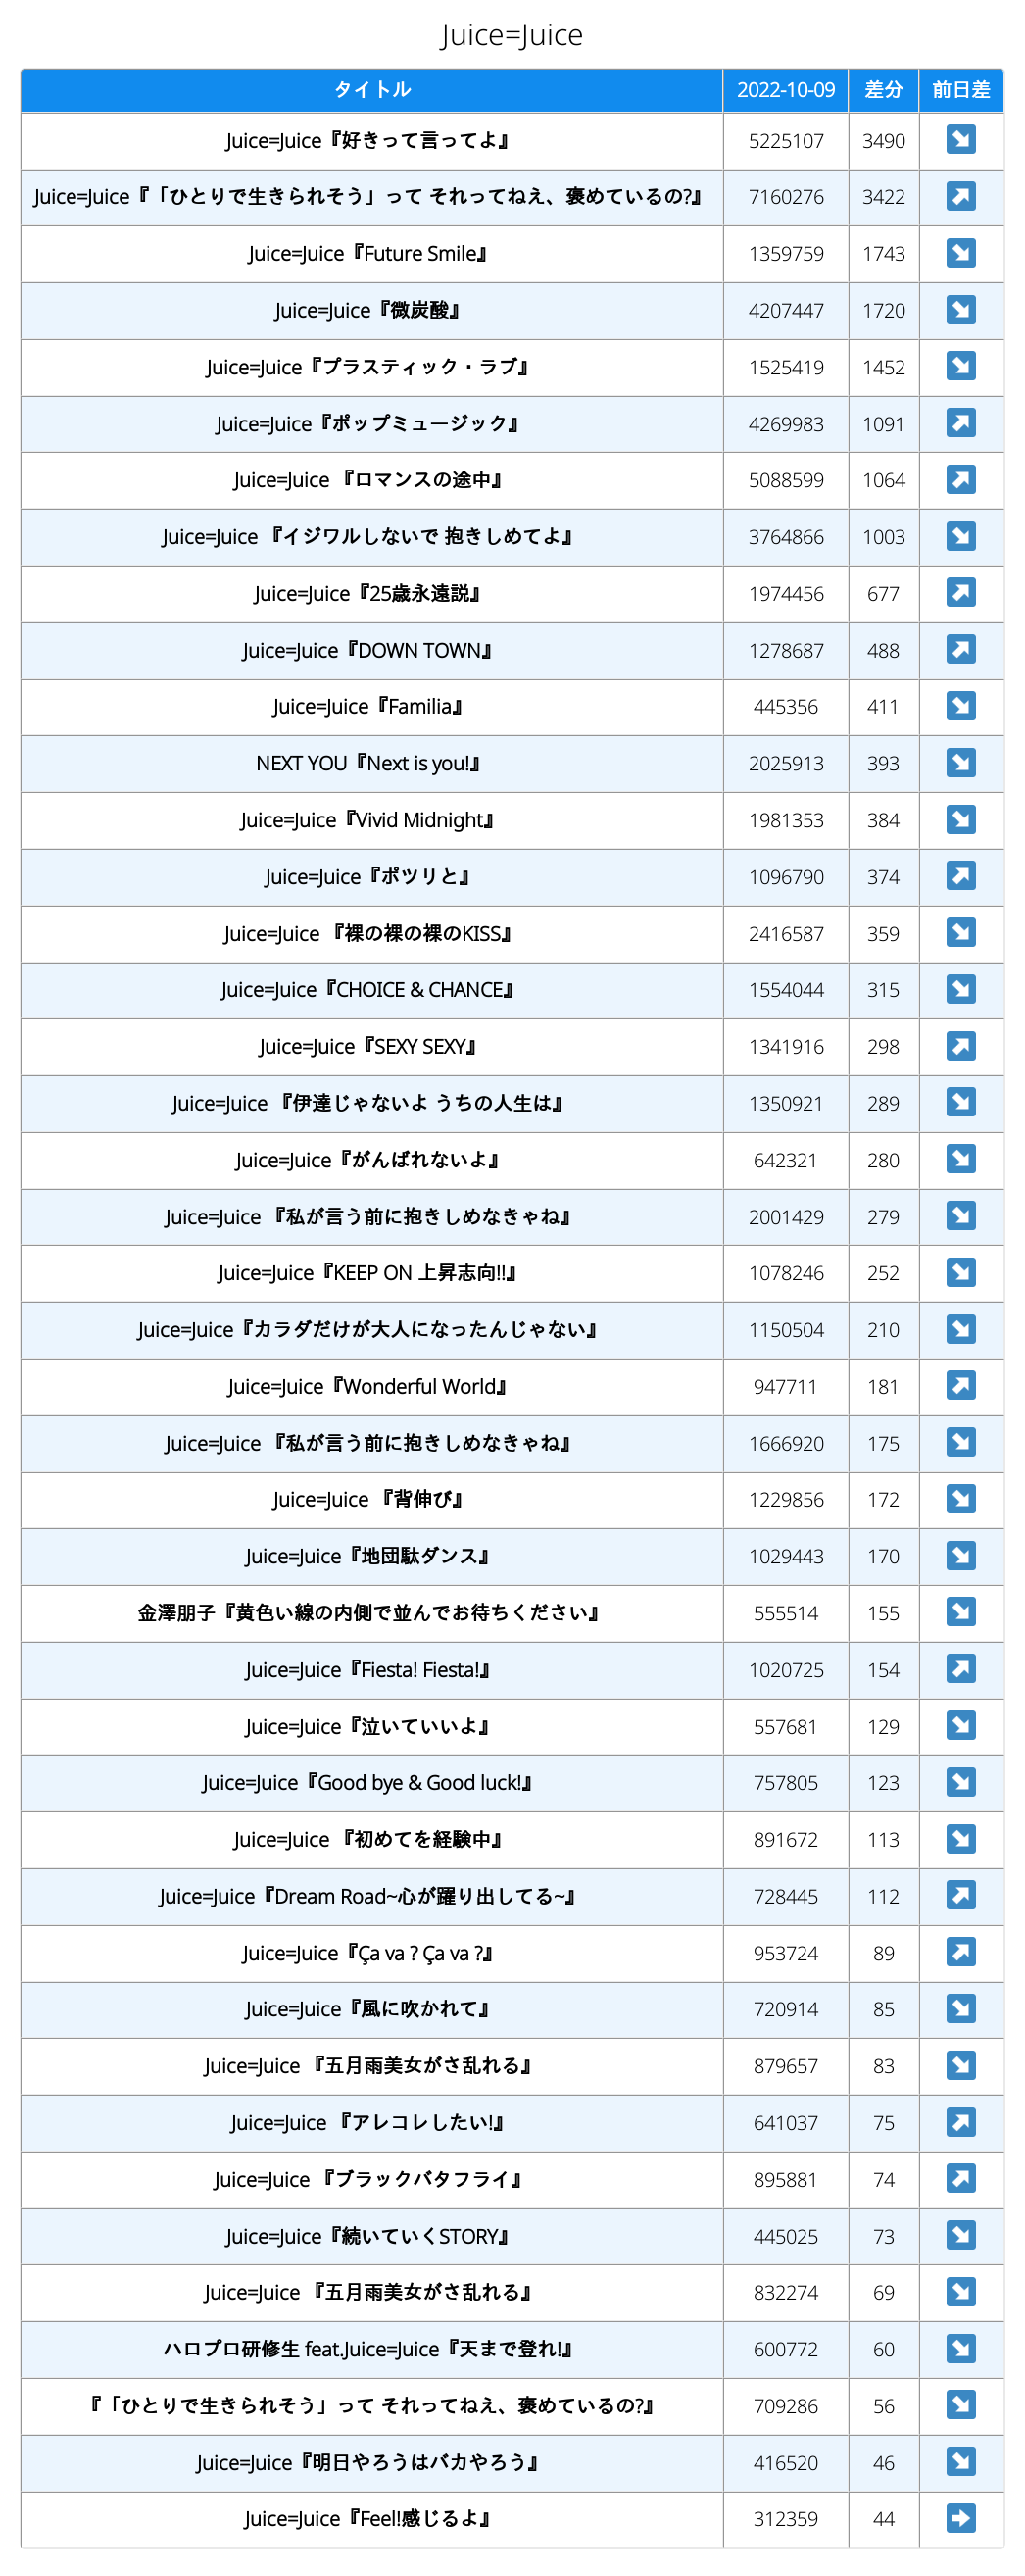 Juice=Juice
タイトル 2022-10-09 差分 前日差
Juice=Juice『好きって言ってよ』 5225107 3490 ↘
Juice=Juice『「ひとりで生きられそう」って それってねえ、褒めているの?』 7160276 3422 ↗
Juice=Juice『Future Smile』 1359759 1743 ↘
Juice=Juice『微炭酸』 4207447 1720 ↘
Juice=Juice『プラスティック・ラブ』 1525419 1452 ↘
Juice=Juice『ポップミュージック』 4269983 1091 ↗
Juice=Juice 『ロマンスの途中』 5088599 1064 ↗
Juice=Juice 『イジワルしないで 抱きしめてよ』 3764866 1003 ↘
Juice=Juice『25歳永遠説』 1974456 677 ↗
Juice=Juice『DOWN TOWN』 1278687 488 ↗
Juice=Juice『Familia』 445356 411 ↘
NEXT YOU『Next is you!』 2025913 393 ↘
Juice=Juice『Vivid Midnight』 1981353 384 ↘
Juice=Juice『ポツリと』 1096790 374 ↗
Juice=Juice 『裸の裸の裸のKISS』 2416587 359 ↘
Juice=Juice『CHOICE & CHANCE』 1554044 315 ↘
Juice=Juice『SEXY SEXY』 1341916 298 ↗
Juice=Juice 『伊達じゃないよ うちの人生は』 1350921 289 ↘
Juice=Juice『がんばれないよ』 642321 280 ↘
Juice=Juice 『私が言う前に抱きしめなきゃね』 2001429 279 ↘
Juice=Juice『KEEP ON 上昇志向!!』 1078246 252 ↘
Juice=Juice『カラダだけが大人になったんじゃない』 1150504 210 ↘
Juice=Juice『Wonderful World』 947711 181 ↗
Juice=Juice 『私が言う前に抱きしめなきゃね』 1666920 175 ↘
Juice=Juice 『背伸び』 1229856 172 ↘
Juice=Juice『地団駄ダンス』 1029443 170 ↘
金澤朋子『黄色い線の内側で並んでお待ちください』 555514 155 ↘
Juice=Juice『Fiesta! Fiesta!』 1020725 154 ↗
Juice=Juice『泣いていいよ』 557681 129 ↘
Juice=Juice『Good bye & Good luck!』 757805 123 ↘
Juice=Juice 『初めてを経験中』 891672 113 ↘
Juice=Juice『Dream Road~心が躍り出してる~』 728445 112 ↗
Juice=Juice『Ça va ? Ça va ?』 953724 89 ↗
Juice=Juice『風に吹かれて』 720914 85 ↘
Juice=Juice 『五月雨美女がさ乱れる』 879657 83 ↘
Juice=Juice 『アレコレしたい!』 641037 75 ↗
Juice=Juice 『ブラックバタフライ』 895881 74 ↗
Juice=Juice『続いていくSTORY』 445025 73 ↘
Juice=Juice 『五月雨美女がさ乱れる』 832274 69 ↘
ハロプロ研修生 feat.Juice=Juice『天まで登れ!』 600772 60 ↘
『「ひとりで生きられそう」って それってねえ、褒めているの?』 709286 56 ↘
Juice=Juice『明日やろうはバカやろう』 416520 46 ↘
Juice=Juice『Feel!感じるよ』 312359 44 ➡